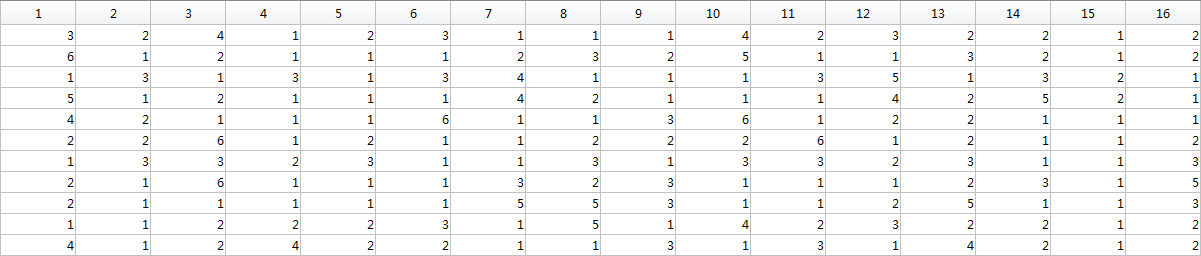 1 2 3 4 5 6 7 8 9 10 11 12 13 14 15 16
3 2 4 1 2 3 1 1 1 4 2 3 2 2 1 2
6 1 2 1 1 1 2 3 2 5 1 1 3 2 1 2
1 3 1 3 1 3 4 1 1 1 3 5 1 3 2 1
5 1 2 1 1 1 4 2 1 1 1 4 2 5 2 1
4 2 1 1 1 6 1 1 3 6 1 2 2 1 1 1
2 2 6 1 2 1 1 2 2 2 6 1 2 1 1 2
1 3 3 2 3 1 1 3 1 3 3 2 3 1 1 3
2 1 6 1 1 1 3 2 3 1 1 1 2 3 1 5
2 1 1 1 1 1 5 5 3 1 1 2 5 1 1 3
1 1 2 2 2 3 1 5 1 4 2 3 2 2 1 2
4 1 2 4 2 2 1 1 3 1 3 1 4 2 1 2